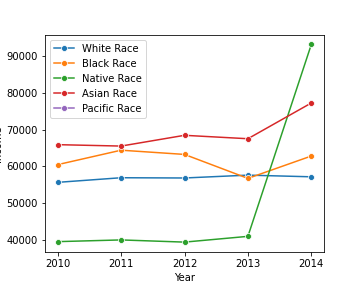 White Race
Black Race
Native Race
Asian Race
Pacific Race
90000
80000
70000
60000
50000
40000
2010 2011 2012 2013 2014
Year